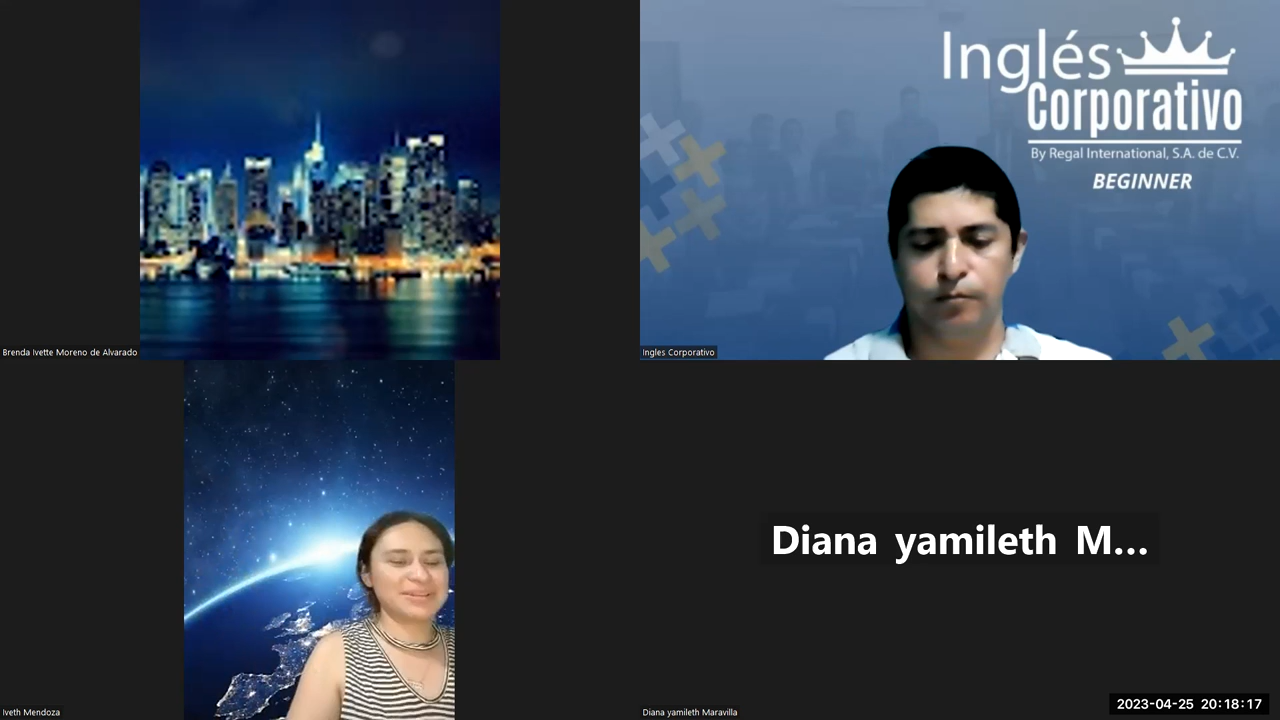 Inglés
Corporativo
By Regal International, S.A. de C.V.
BEGINNER
Brenda Ivette Moreno de Alvarado
Ingles Corporativo
Diana yamileth M...
Iveth Mendoza
Diana yamileth Maravilla
2023-04-25 20:18:17